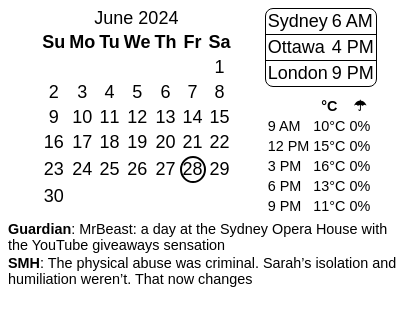 June 2024
Su Mo Tu We Th Fr Sa
1
2 3 4 5 6 7 8
9 10 11 12 13 14 15
16 17 18 19 20 21 22
23 24 25 26 27 28 29
30
Sydney 6 AM
Ottawa 4 PM
London 9 PM
°C ☂
9 AM 10°C 0%
12 PM 15°C 0%
3 PM 16°C 0%
6 PM 13°C 0%
9 PM 11°C 0%
Guardian: MrBeast: a day at the Sydney Opera House with
the YouTube giveaways sensation
SMH: The physical abuse was criminal. Sarah’s isolation and
humiliation weren’t. That now changes